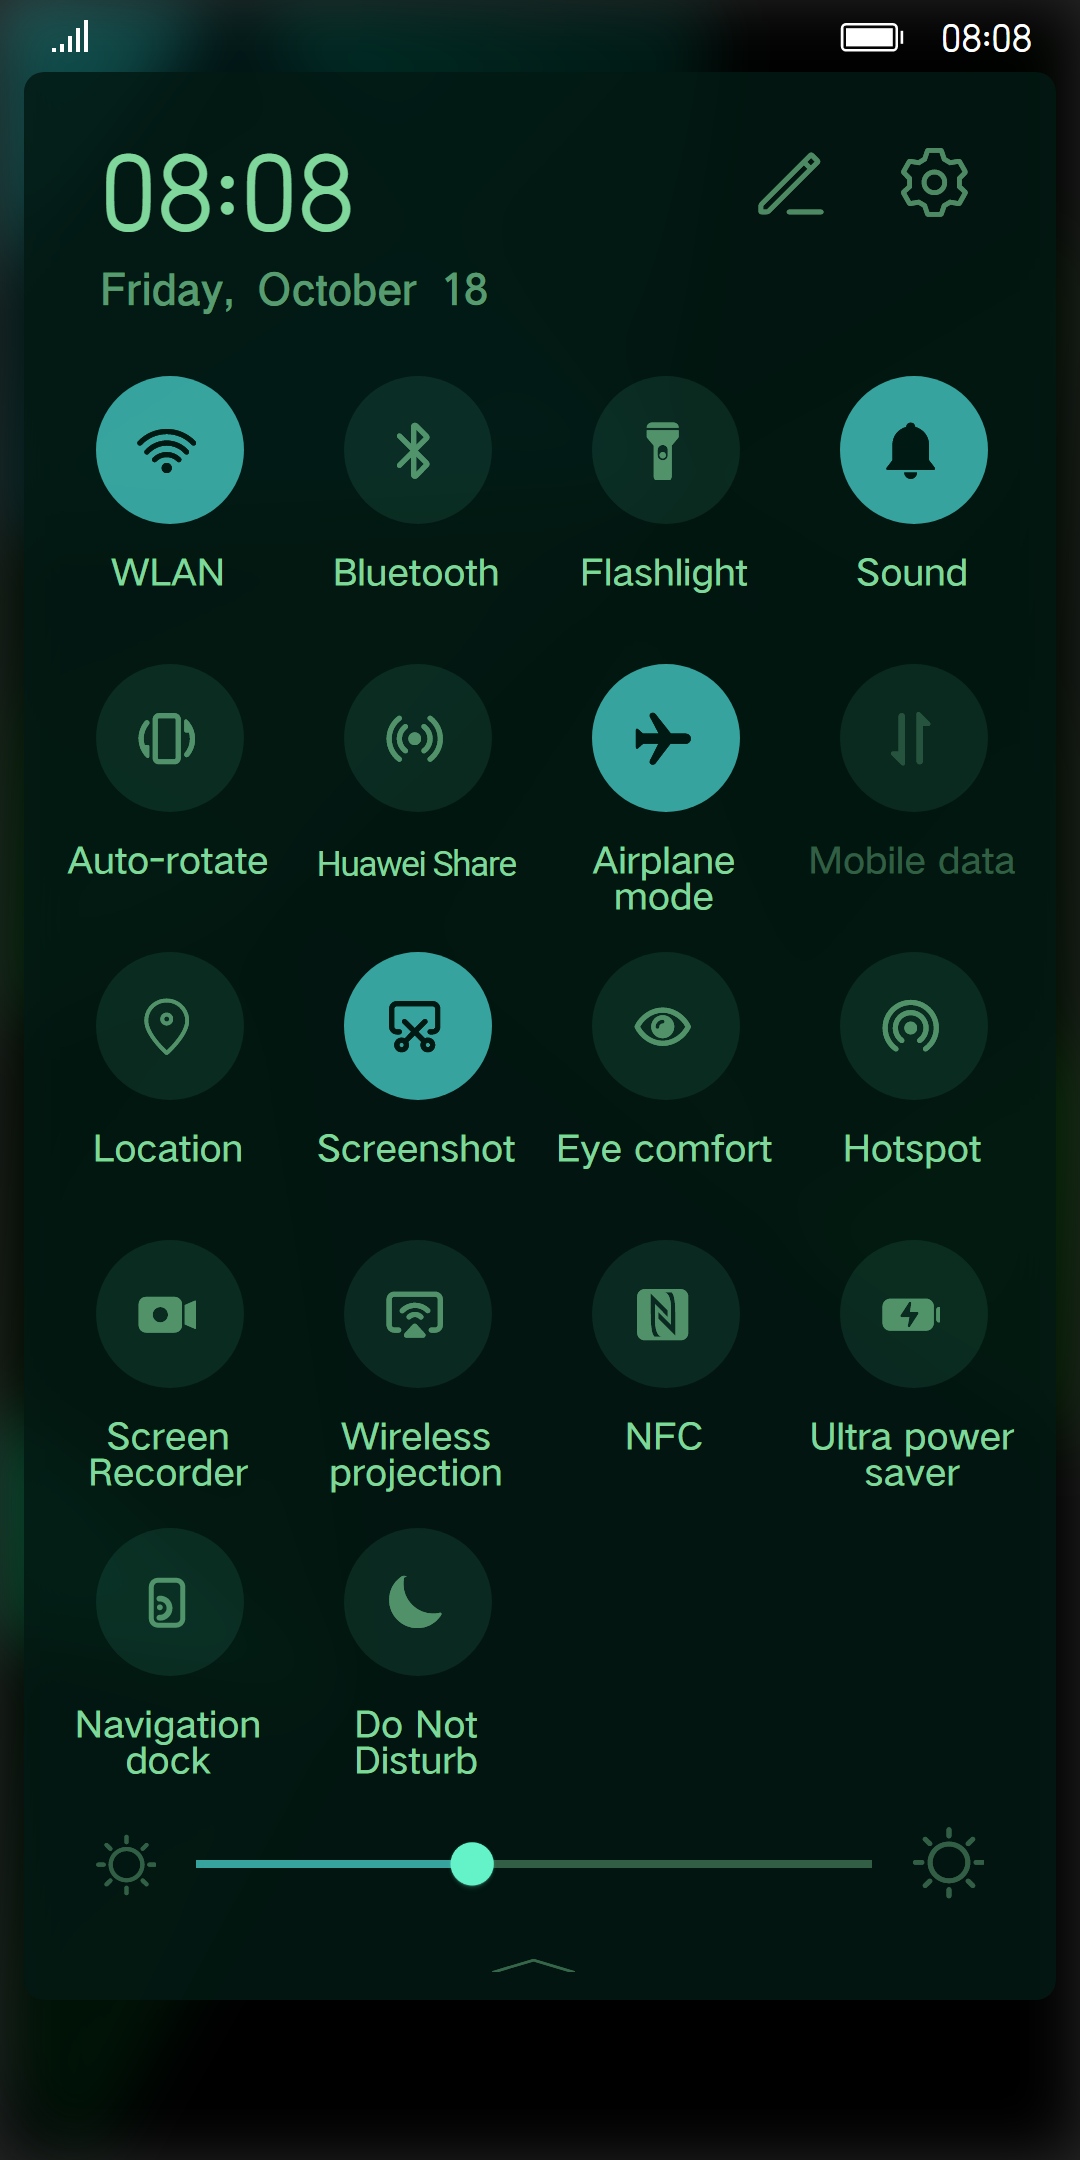 08:08
08:08
Friday, October 18
WLAN
Bluetooth
Flashlight
Sound
Auto-rotate
Huawei Share
Airplane
mode
Mobile data
Location
Screenshot
Eye comfort
Hotspot
Screen
Recorder
Wireless
projection
NFC
Ultra power
saver
Navigation
dock
Do Not
Disturb